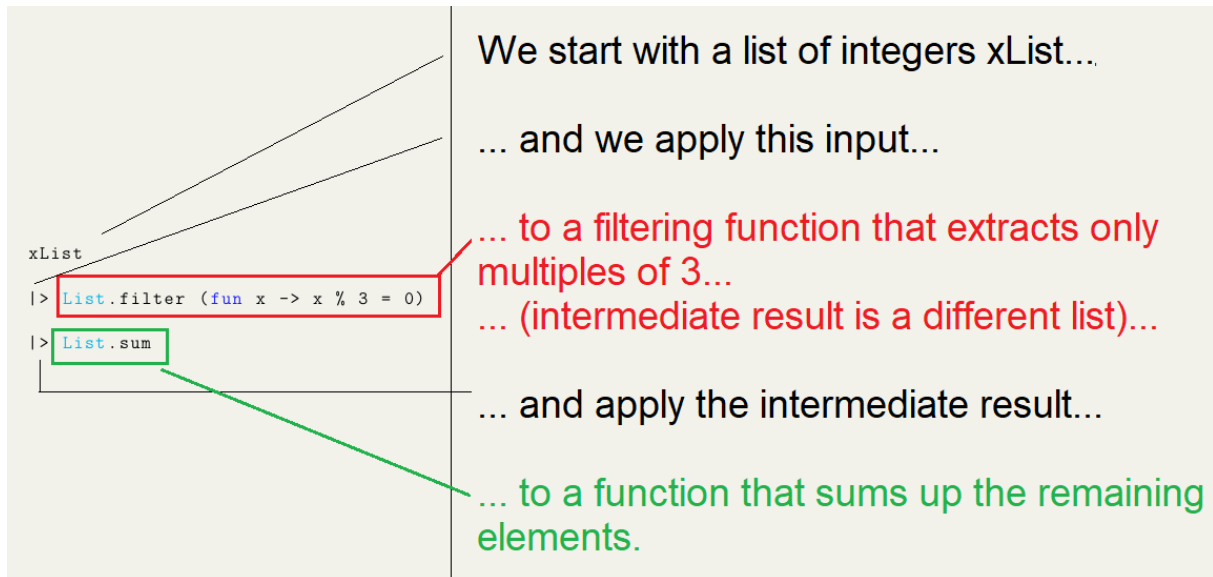 xList
|> List.filter (fun x -> x % 3 = 0)
|> List.sum
We start with a list of integers xList...
... and we apply this input...
... to a filtering function that extracts only
multiples of 3...
... (intermediate result is a different list)...
... and apply the intermediate result...
... to a function that sums up the remaining
elements.